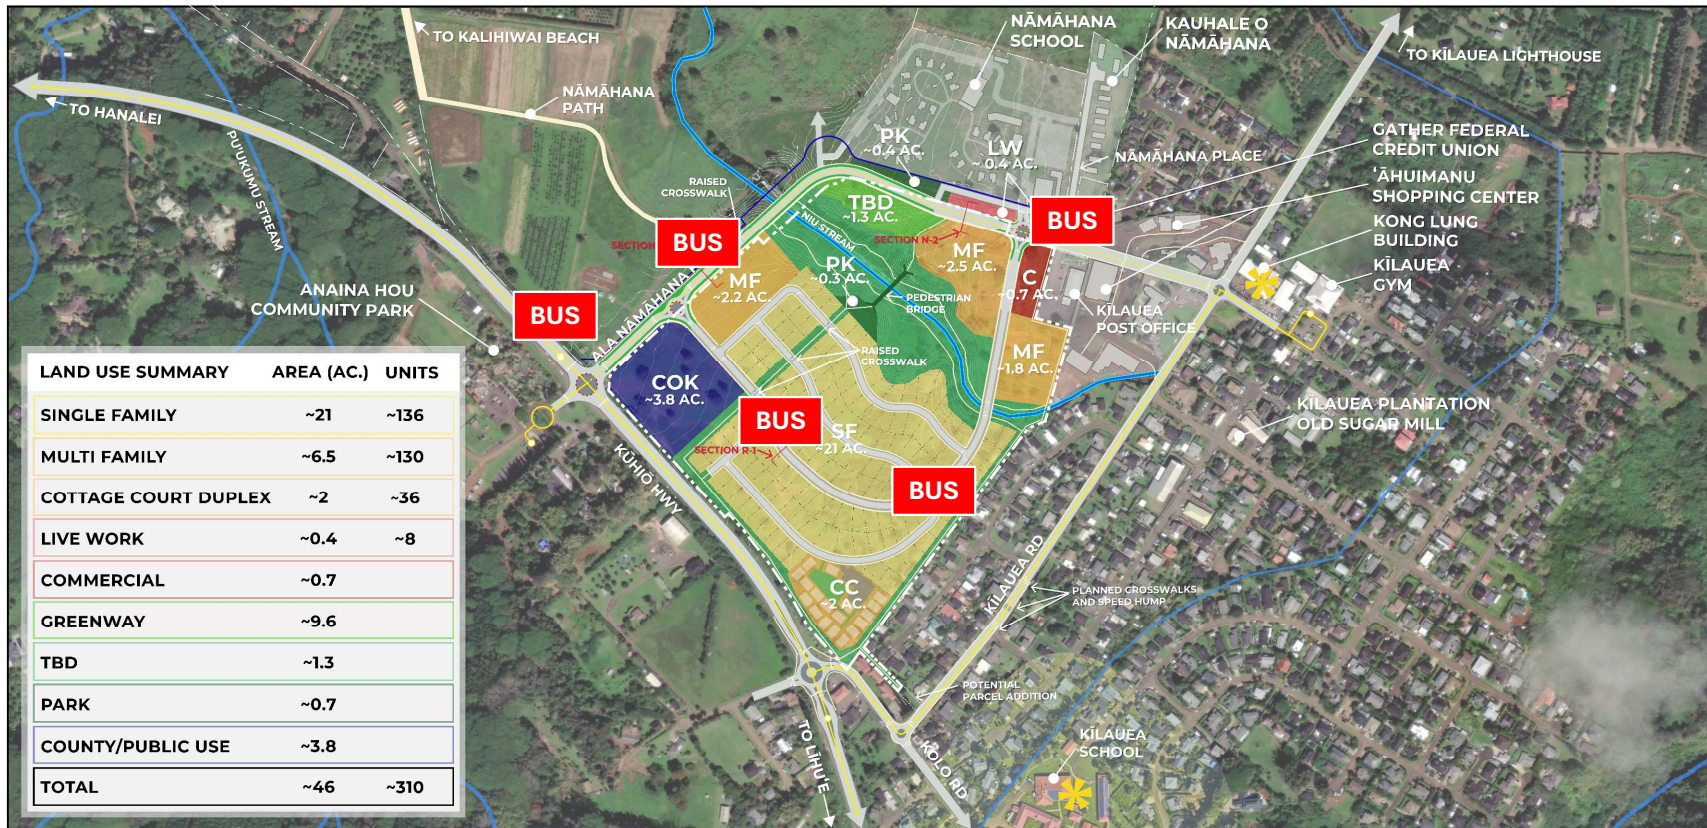 TO KALIHIWAI BEACH
NĀMĀHANA
SCHOOL
KAUHALE O
NĀMĀHANA
TO KĪLAUEA LIGHTHOUSE
TO HANALEI
NĀMĀHANA
PATH
PU'UKUMU STREAM
PK
~0.4 AC.
LW
~ 0.4 AC.
NĀMĀHANA PLACE
GATHER FEDERAL
CREDIT UNION
'ĀHUIMANU
SHOPPING CENTER
KONG LUNG
BUILDING
KĪLAUEA
GYM
RAISED
CROSSWALK
TBD
~1.3 AC.
NIU STREAM
SECTION N-2
SECTION
BUS
BUS
BUS
MF
~2.2 AC.
PK
~0.3 AC.
MF
~2.5 AC.
C
~0.7 AC.
PEDESTRIAN
BRIDGE
KĪLAUEA
POST OFFICE
ANAINA HOU
COMMUNITY PARK
ALA NĀMĀHANA
RAISED
CROSSWALK
MF
~1.8 AC.
COK
~3.8 AC.
BUS
SF
~21 AC.
SECTION R-1
BUS
KŪHIŌ HWY
KĪLAUEA PLANTATION
OLD SUGAR MILL
KĪLAUEA RD
PLANNED CROSSWALKS
AND SPEED HUMP
CC
~2 AC.
POTENTIAL
PARCEL ADDITION
TO LĪHU'E
KOLO RD
KĪLAUEA
SCHOOL
LAND USE SUMMARY AREA (AC.) UNITS
SINGLE FAMILY ~21 ~136
MULTI FAMILY ~6.5 ~130
COTTAGE COURT DUPLEX ~2 ~36
LIVE WORK ~0.4 ~8
COMMERCIAL ~0.7
GREENWAY ~9.6
TBD ~1.3
PARK ~0.7
COUNTY/PUBLIC USE ~3.8
TOTAL ~46 ~310